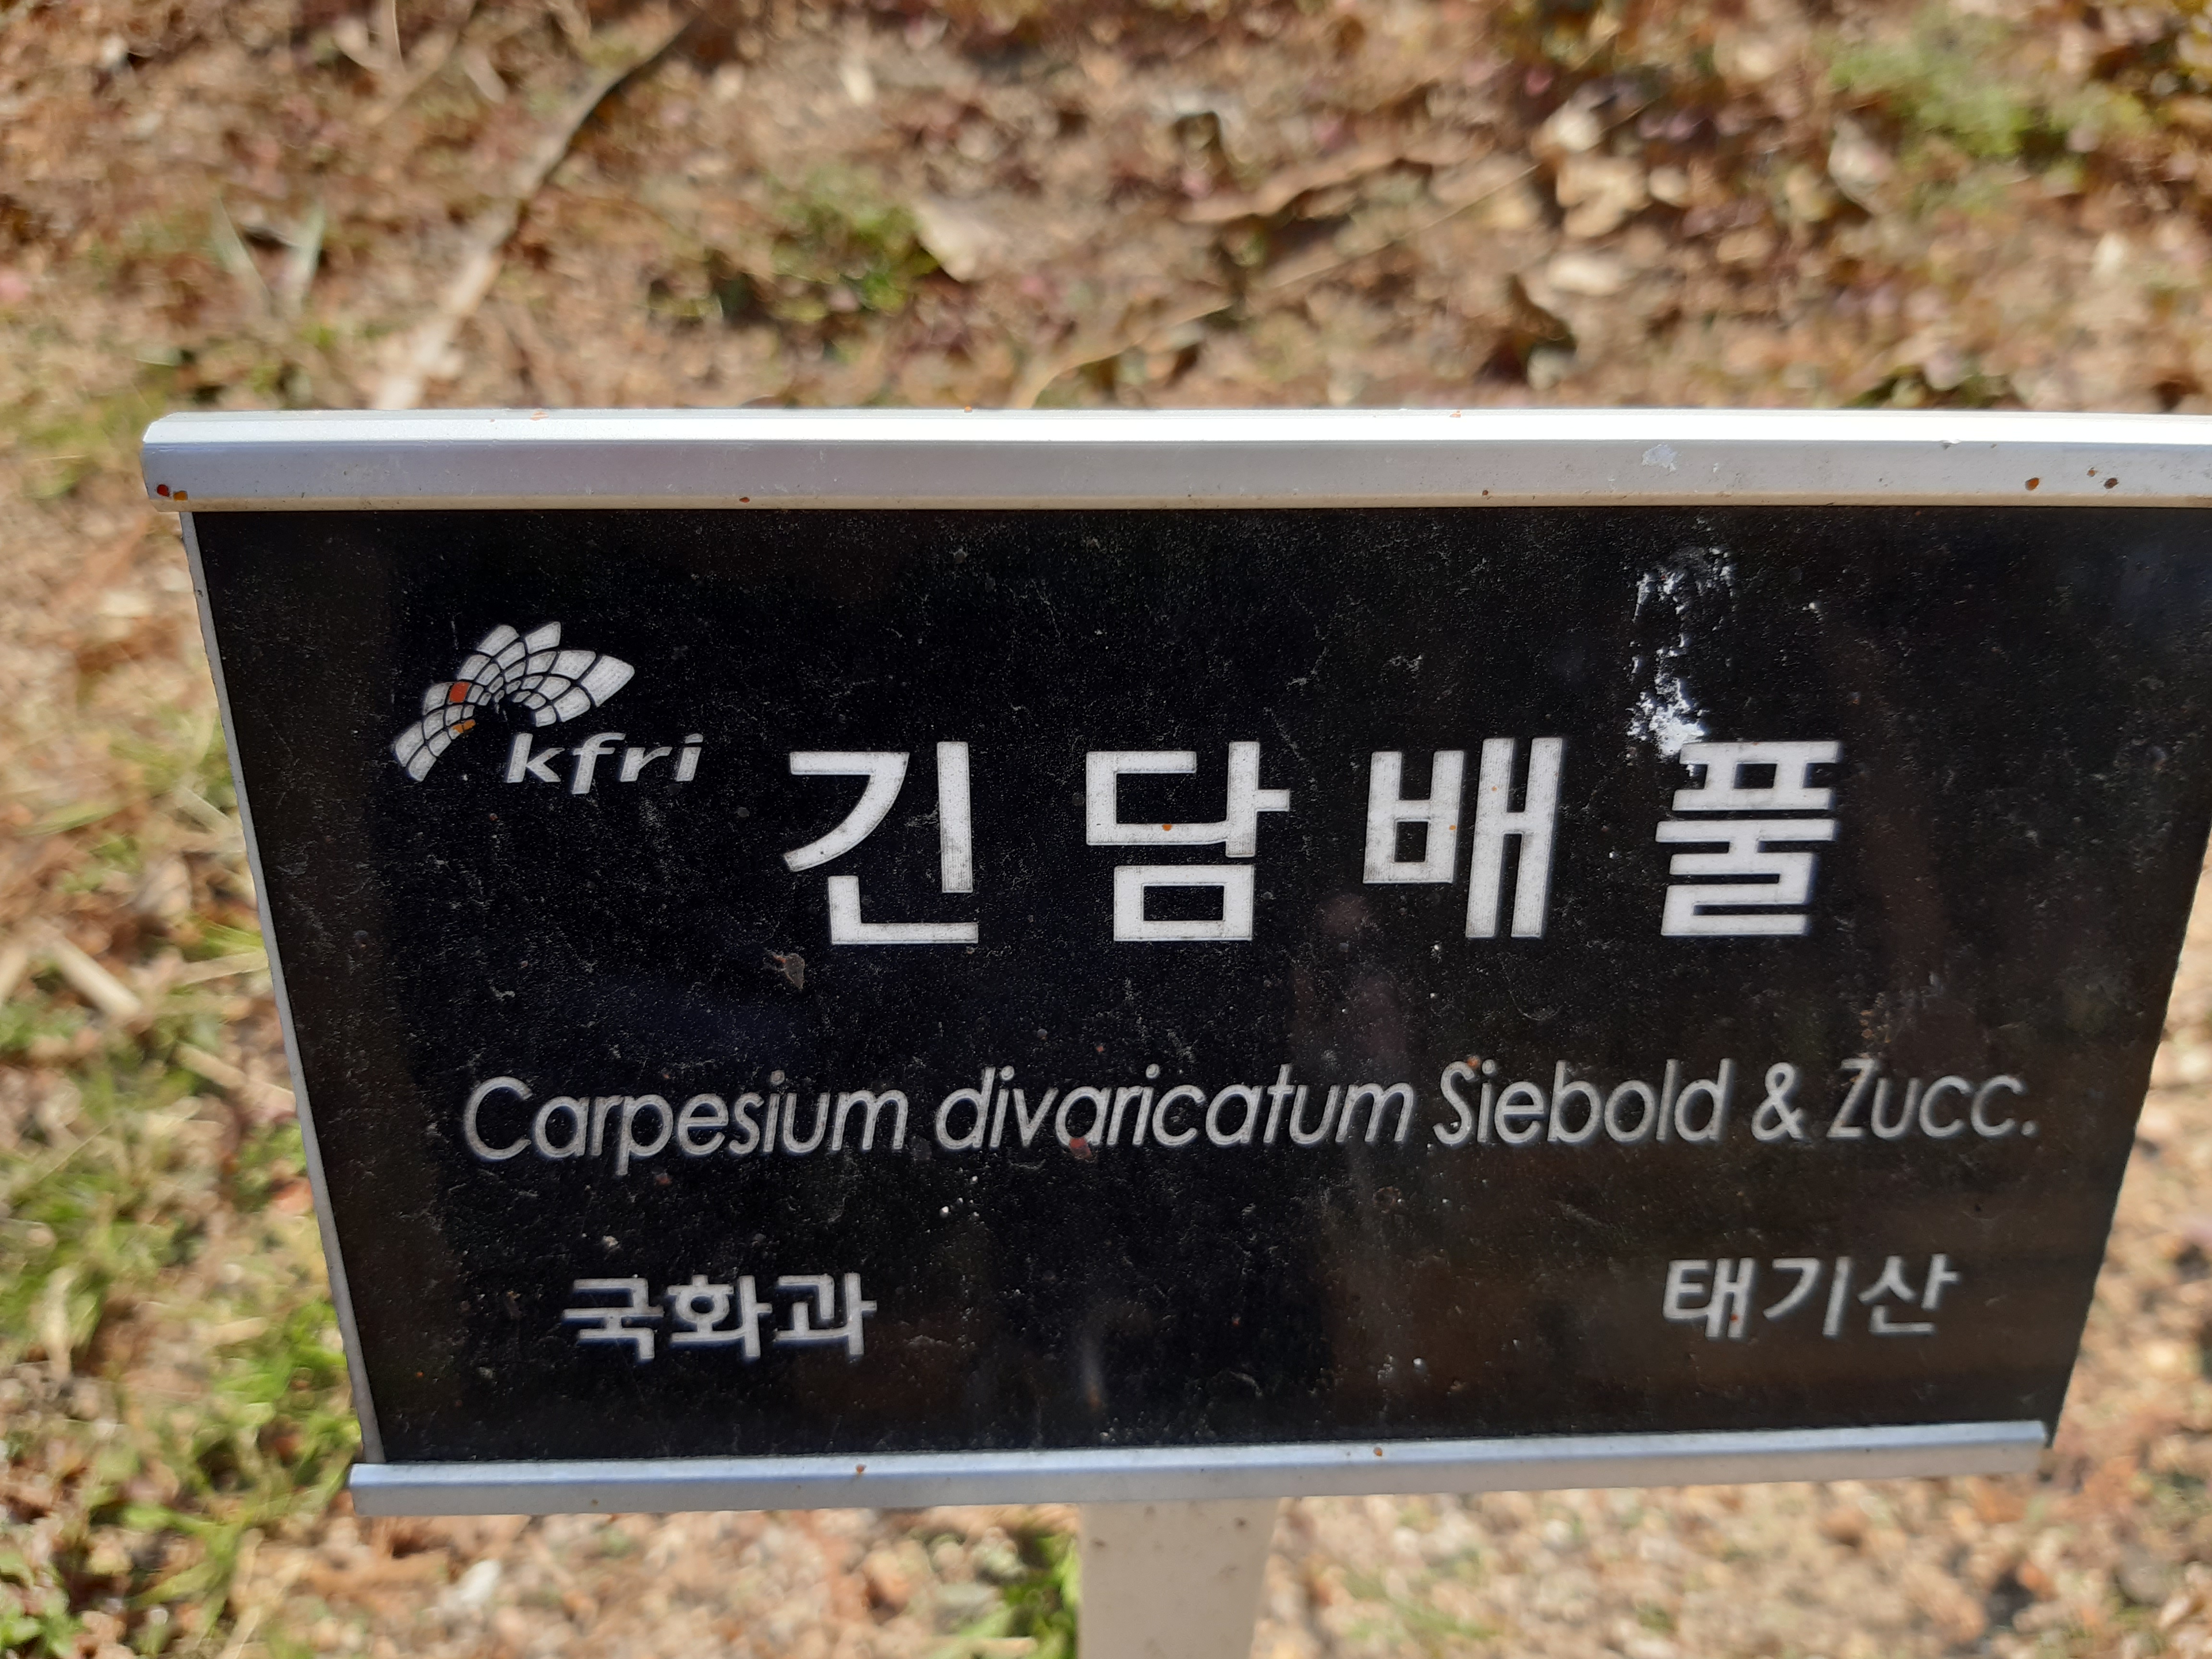 kfri
긴담배풀
Carpesium divaricatum Siebold & Zucc.
국화과 태기산